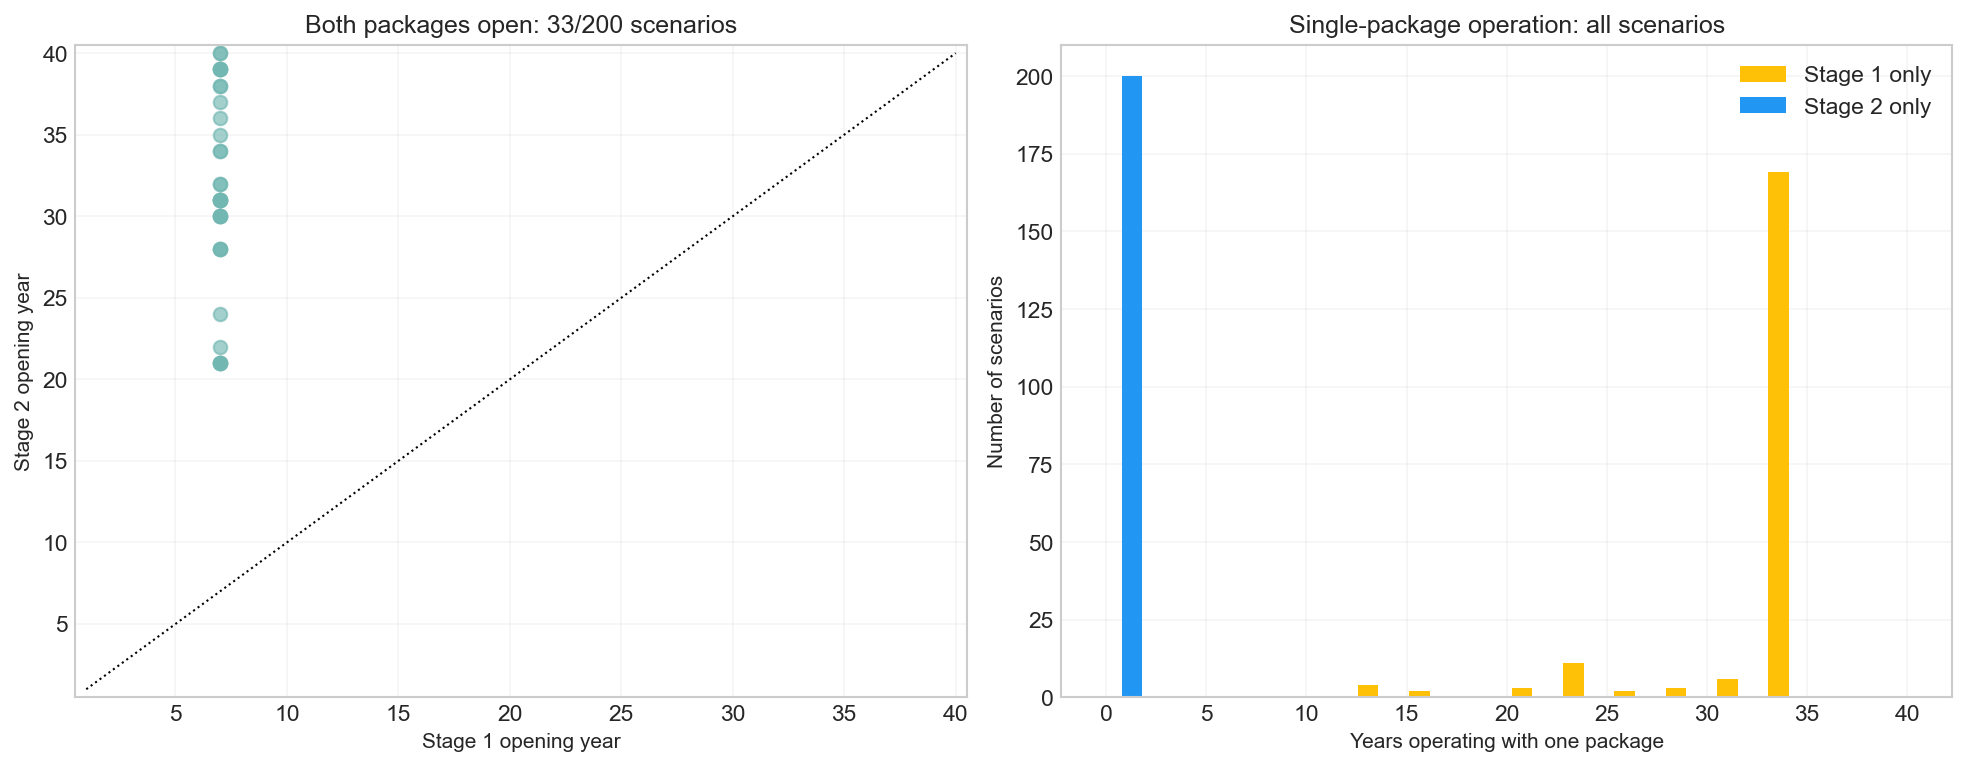 Both packages open: 33/200 scenarios
40
35
30
25
20
15
10
5
Stage 2 opening year
5 10 15 20 25 30 35 40
Stage 1 opening year
Single-package operation: all scenarios
Stage 1 only
Stage 2 only
200
175
150
125
100
75
50
25
0
Number of scenarios
0 5 10 15 20 25 30 35 40
Years operating with one package